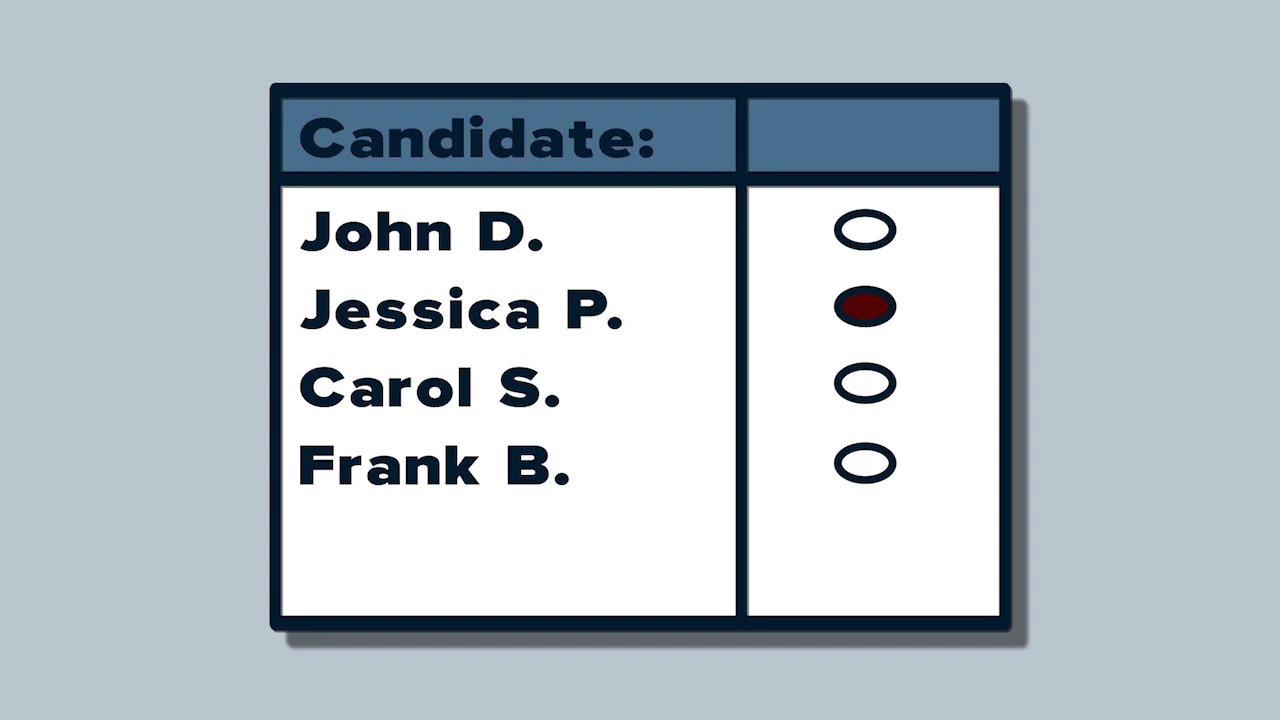 Candidate:
John D.
Jessica P.
Carol S.
Frank B.